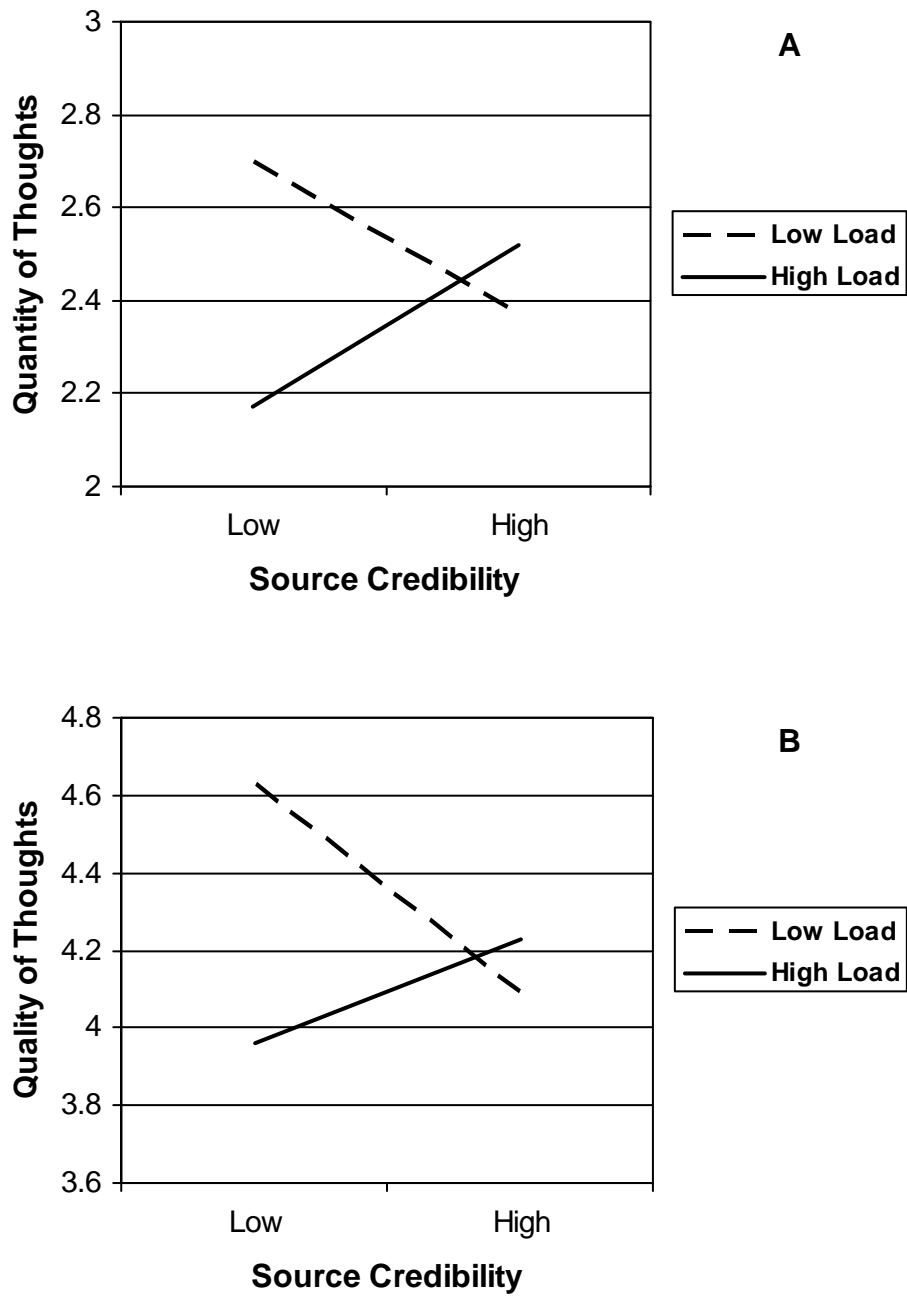 A
3
2.8
2.6
2.4
2.2
2
Quantity of Thoughts
Low High
Source Credibility
Low Load
High Load
B
4.8
4.6
4.4
4.2
4
3.8
3.6
Quality of Thoughts
Low High
Source Credibility
Low Load
High Load